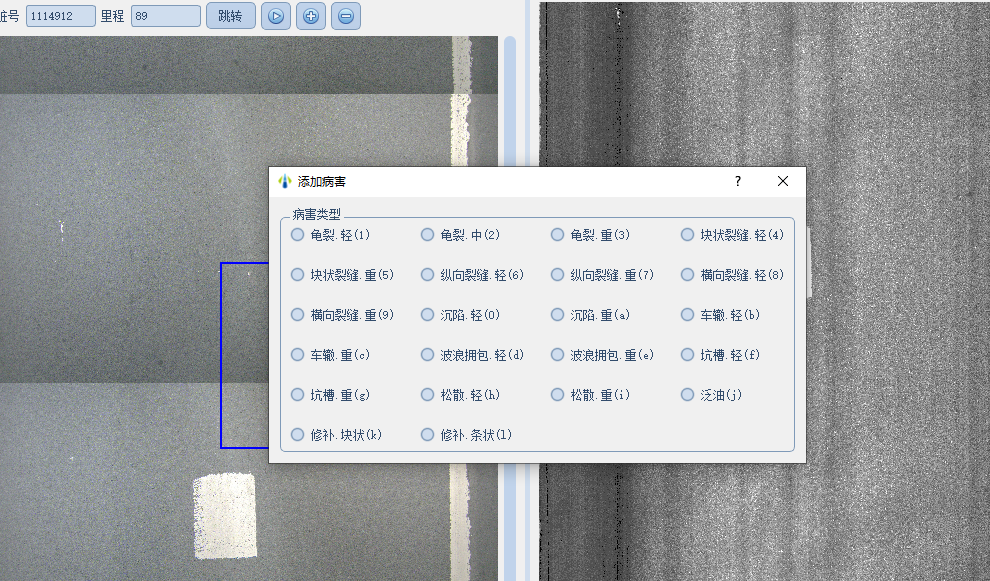 桩号 1114912 里程 89 跳转
添加病害 ?
病害类型
龟裂.轻(1) 龟裂.中(2) 龟裂.重(3) 块状裂缝.轻(4)
块状裂缝.重(5) 纵向裂缝.轻(6) 纵向裂缝.重(7) 横向裂缝.轻(8)
横向裂缝.重(9) 沉陷.轻(0) 沉陷.重(a) 车辙.轻(b)
车辙.重(c) 波浪拥包.轻(d) 波浪拥包.重(e) 坑槽.轻(f)
坑槽.重(g) 松散.轻(h) 松散.重(i) 泛油(j)
修补.块状(k) 修补.条状(l)